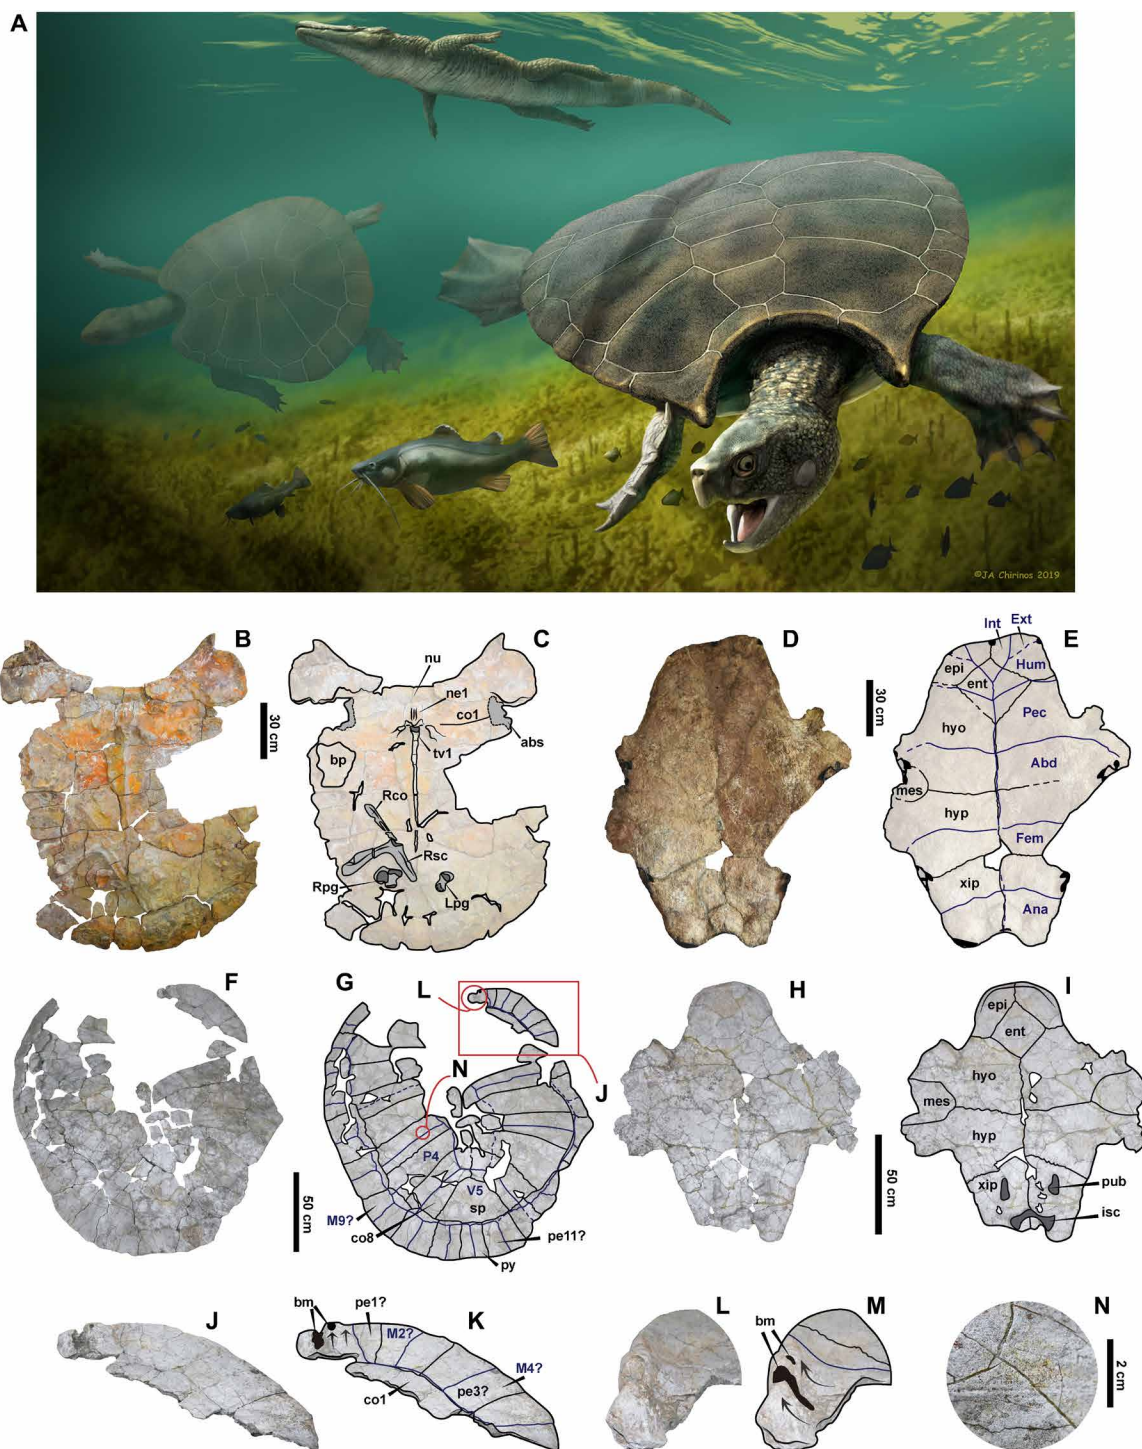 A
©JA Chirinos 2019
B
30 cm
C
nu
ne1
co1
abs
tv1
bp
Rco
Rsc
Rpg
Lpg
D
E
30 cm
Int
Ext
epi
Hum
ent
Pec
hyo
Abd
mes
hyp
Fem
xip
Ana
F
G
50 cm
L
N
J
P4
V5
sp
M9?
co8
pe11?
py
H
I
50 cm
epi
ent
hyo
mes
hyp
xip
pub
isc
J
K
bm
pe1?
M2?
M4?
pe3?
co1
L
M
bm
N
2 cm